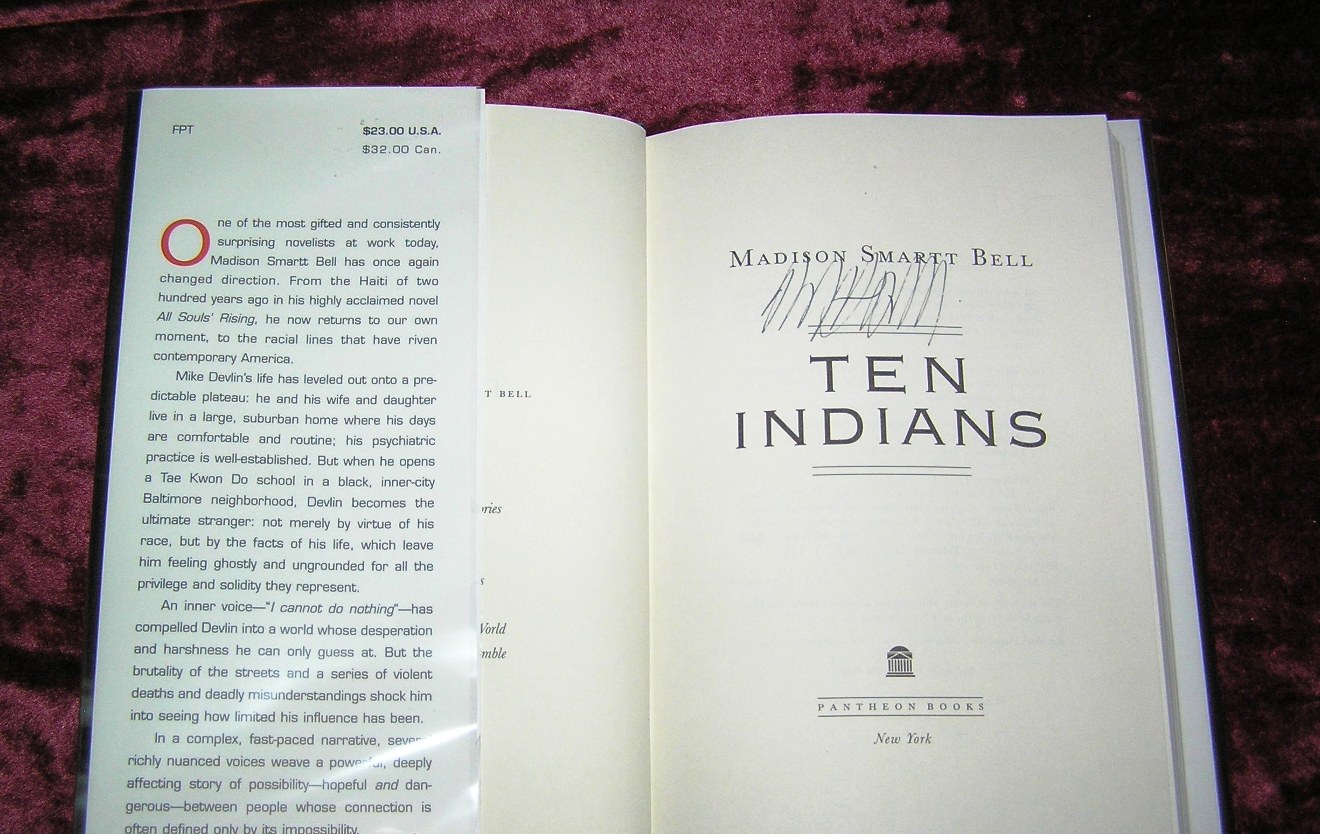 FPT
$23.00 U.S.A.
$32.00 Can.
One of the most gifted and consistently
surprising novelists at work today,
Madison Smartt Bell has once again
changed direction. From the Haiti of two
hundred years ago in his highly acclaimed novel
All Souls' Rising, he now returns to our own
moment, to the racial lines that have riven
contemporary America.
Mike Devlin's life has leveled out onto a pre-
dictable plateau: he and his wife and daughter
live in a large, suburban home where his days
are comfortable and routine; his psychiatric
practice is well-established. But when he opens
a Tae Kwon Do school in a black, inner-city
Baltimore neighborhood, Devlin becomes the
ultimate stranger: not merely by virtue of his
race, but by the facts of his life, which leave
him feeling ghostly and ungrounded for all the
privilege and solidity they represent.
An inner voice—"I cannot do nothing"—has
compelled Devlin into a world whose desperation
and harshness he can only guess at. But the
brutality of the streets and a series of violent
deaths and deadly misunderstandings shock him
into seeing how limited his influence has been.
In a complex, fast-paced narrative, several
richly nuanced voices weave a powerful, deeply
affecting story of possibility—hopeful and dan-
gerous—between people whose connection is
often defined only by its impossibility.
T BELL
ories
s
World
mble
MADISON SMARTT BELL
TEN
INDIANS
PANTHEON BOOKS
New York